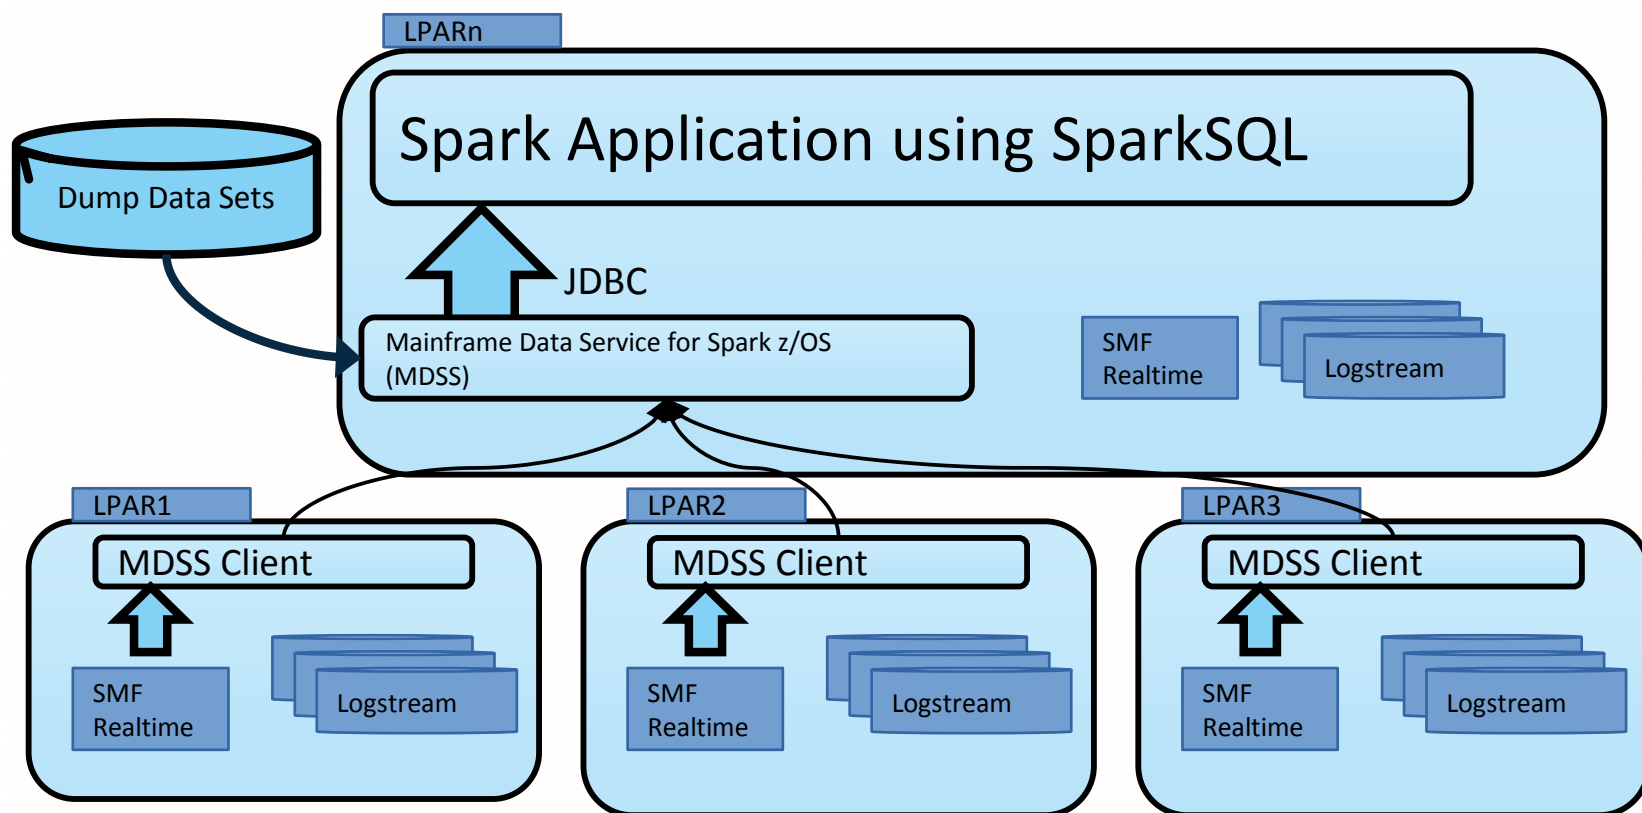 LPARn
Spark Application using SparkSQL
Dump Data Sets
JDBC
Mainframe Data Service for Spark z/OS
(MDSS)
SMF
Realtime
Logstream
LPAR1
MDSS Client
SMF
Realtime
Logstream
LPAR2
MDSS Client
SMF
Realtime
Logstream
LPAR3
MDSS Client
SMF
Realtime
Logstream